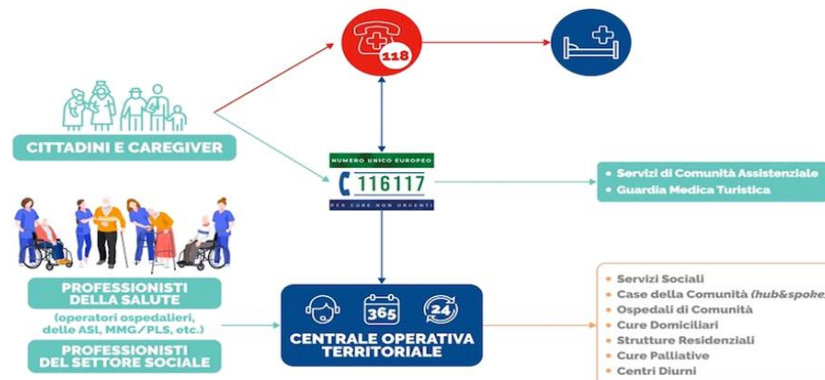 118
CITTADINI E CAREGIVER
NUMERO UNICO EUROPEO
116117
PER CURE NON URGENTI
• Servizi di Comunità Assistenziale
• Guardia Medica Turistica
PROFESSIONISTI
DELLA SALUTE
(operatori ospedalieri,
delle ASL, MMG/PLS, etc.)
PROFESSIONISTI
DEL SETTORE SOCIALE
365
24
CENTRALE OPERATIVA
TERRITORIALE
• Servizi Sociali
• Case della Comunità (hub&spoke
• Ospedali di Comunità
• Cure Domiciliari
• Strutture Residenziali
• Cure Palliative
• Centri Diurni